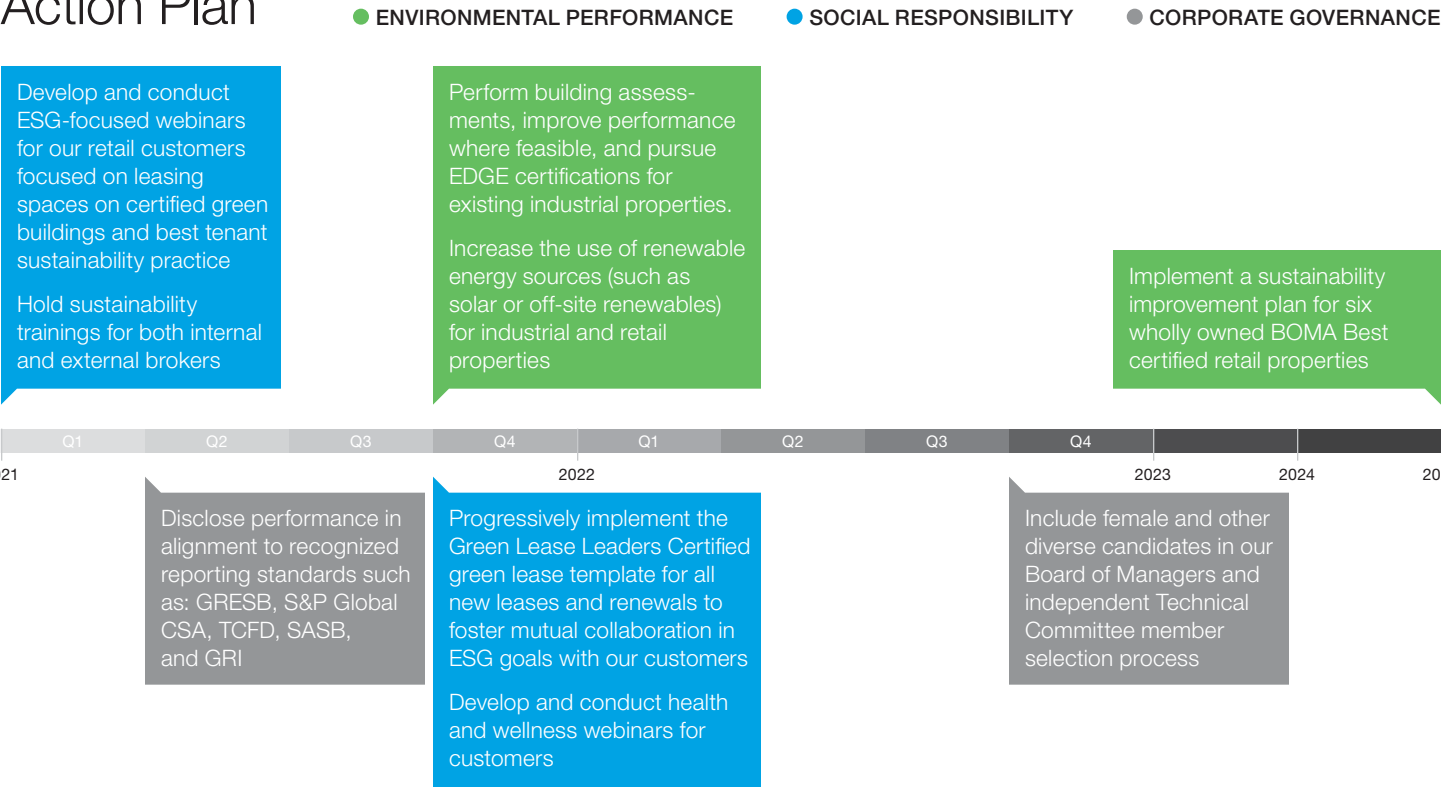 Action Plan
ENVIRONMENTAL PERFORMANCE
SOCIAL RESPONSIBILITY
CORPORATE GOVERNANCE
Develop and conduct
ESG-focused webinars
for our retail customers
focused on leasing
spaces on certified green
buildings and best tenant
sustainability practice
Hold sustainability
trainings for both internal
and external brokers
Perform building assess-
ments, improve performance
where feasible, and pursue
EDGE certifications for
existing industrial properties.
Increase the use of renewable
energy sources (such as
solar or off-site renewables)
for industrial and retail
properties
Implement a sustainability
improvement plan for six
wholly owned BOMA Best
certified retail properties
Q1 Q2 Q3 Q4 Q1 Q2 Q3 Q4
21 2022 2023 2024 20
Disclose performance in
alignment to recognized
reporting standards such
as: GRESB, S&P Global
CSA, TCFD, SASB,
and GRI
Progressively implement the
Green Lease Leaders Certified
green lease template for all
new leases and renewals to
foster mutual collaboration in
ESG goals with our customers
Develop and conduct health
and wellness webinars for
customers
Include female and other
diverse candidates in our
Board of Managers and
independent Technical
Committee member
selection process